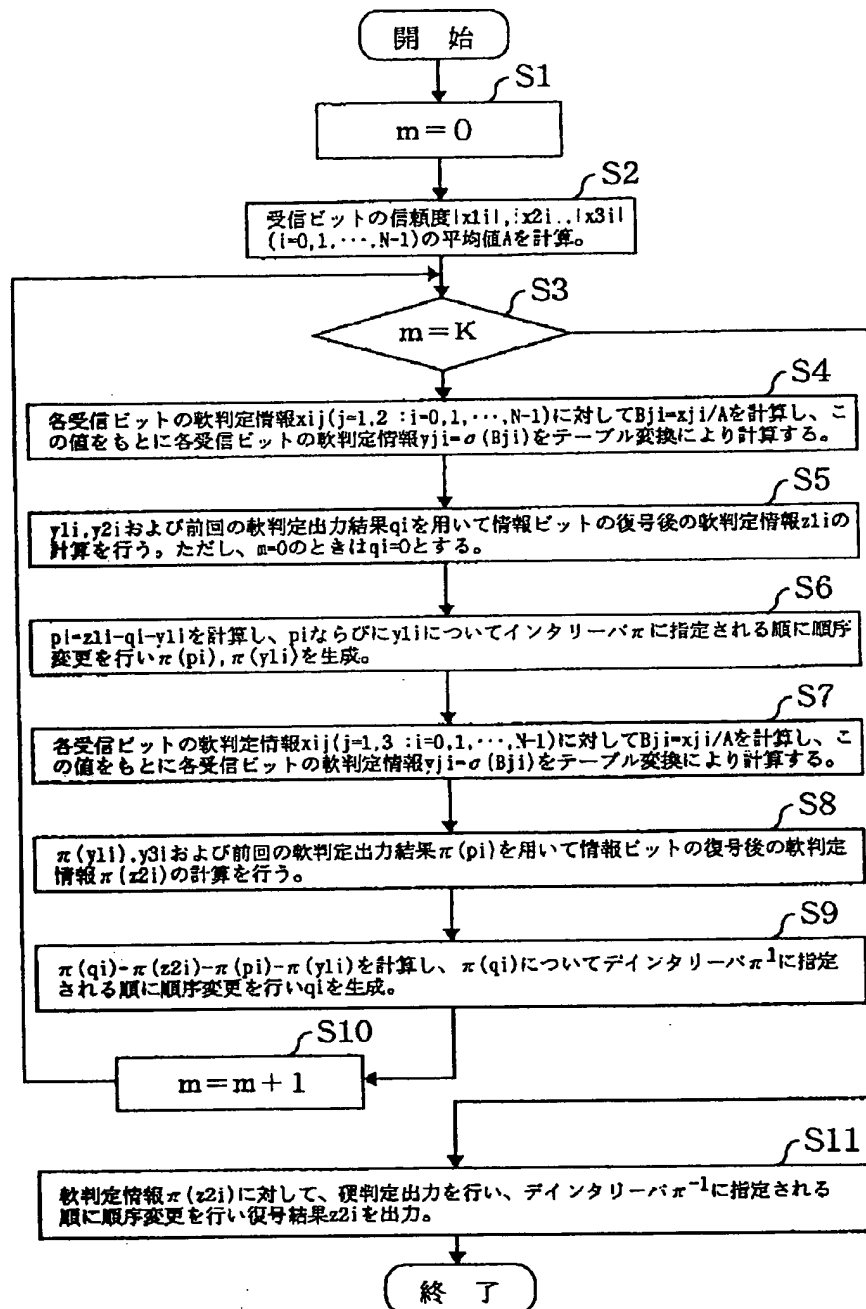 開 始
S1
m=0
S2
受信ビットの信頼度|x1i|,|x2i..,|x3i|
(i=0,1,···,N-1)の平均値Aを計算。
S3
m=K
S4
各受信ビットの軟判定情報xij(j=1,2 :i=0,1,···,N-1)に対してBji=xji/Aを計算し、こ
の値をもとに各受信ビットの軟判定情報yji=σ(Bji)をテーブル変換により計算する。
S5
y1i,y2iおよび前回の軟判定出力結果qiを用いて情報ビットの復号後の軟判定情報z1iの
計算を行う。ただし、m=0のときはqi=0とする。
S6
pi=z1i-qi-y1iを計算し、piならびにy1iについてインタリーバπに指定される順に順序
変更を行いπ(pi),π(y1i)を生成。
S7
各受信ビットの軟判定情報xij(j=1,3 :i=0,1,···,N-1)に対してBji=xji/Aを計算し、こ
の値をもとに各受信ビットの軟判定情報yji=σ(Bji)をテーブル変換により計算する。
S8
π(y1i),y3iおよび前回の軟判定出力結果π(pi)を用いて情報ビットの復号後の軟判定
情報π(z2i)の計算を行う。
S9
π(qi)-π(z2i)-π(pi)-π(y1i)を計算し、π(qi)についてデインタリーバπ¹に指定
される順に順序変更を行いqiを生成。
S10
m=m+1
S11
軟判定情報π(z2i)に対して、硬判定出力を行い、デインタリーバπ⁻¹に指定される
順に順序変更を行い復号結果z2iを出力。
終 了